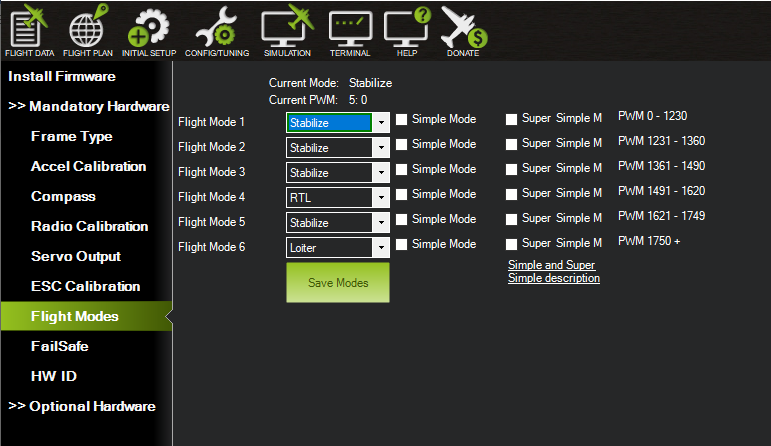 FLIGHT DATA FLIGHT PLAN INITIAL SETUP CONFIG/TUNING SIMULATION TERMINAL HELP DONATE
Install Firmware
>> Mandatory Hardware
Frame Type
Accel Calibration
Compass
Radio Calibration
Servo Output
ESC Calibration
Flight Modes
FailSafe
HW ID
>> Optional Hardware
Current Mode: Stabilize
Current PWM: 5: 0
Flight Mode 1 Stabilize Simple Mode Super Simple M PWM 0 - 1230
Flight Mode 2 Stabilize Simple Mode Super Simple M PWM 1231 - 1360
Flight Mode 3 Stabilize Simple Mode Super Simple M PWM 1361 - 1490
Flight Mode 4 RTL Simple Mode Super Simple M PWM 1491 - 1620
Flight Mode 5 Stabilize Simple Mode Super Simple M PWM 1621 - 1749
Flight Mode 6 Loiter Simple Mode Super Simple M PWM 1750 +
Save Modes
Simple and Super
Simple description